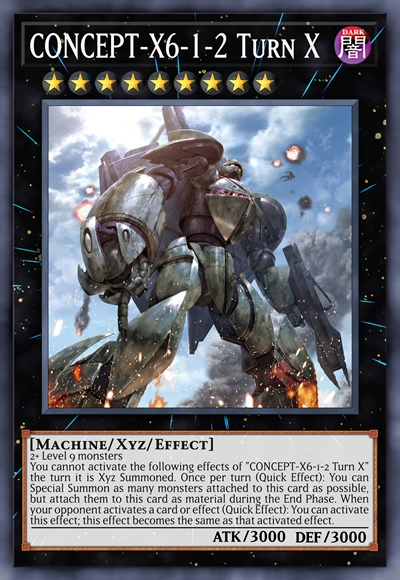 CONCEPT-X6-1-2 TURN X
DARK
闇
[MACHINE/XYZ/EFFECT]
2+ Level 9 monsters
You cannot activate the following effects of "CONCEPT-X6-1-2 Turn X"
the turn it is Xyz Summoned. Once per turn (Quick Effect): You can
Special Summon as many monsters attached to this card as possible,
but attach them to this card as material during the End Phase. When
your opponent activates a card or effect (Quick Effect): You can activate
this effect; this effect becomes the same as that activated effect.
ATK/3000 DEF/3000